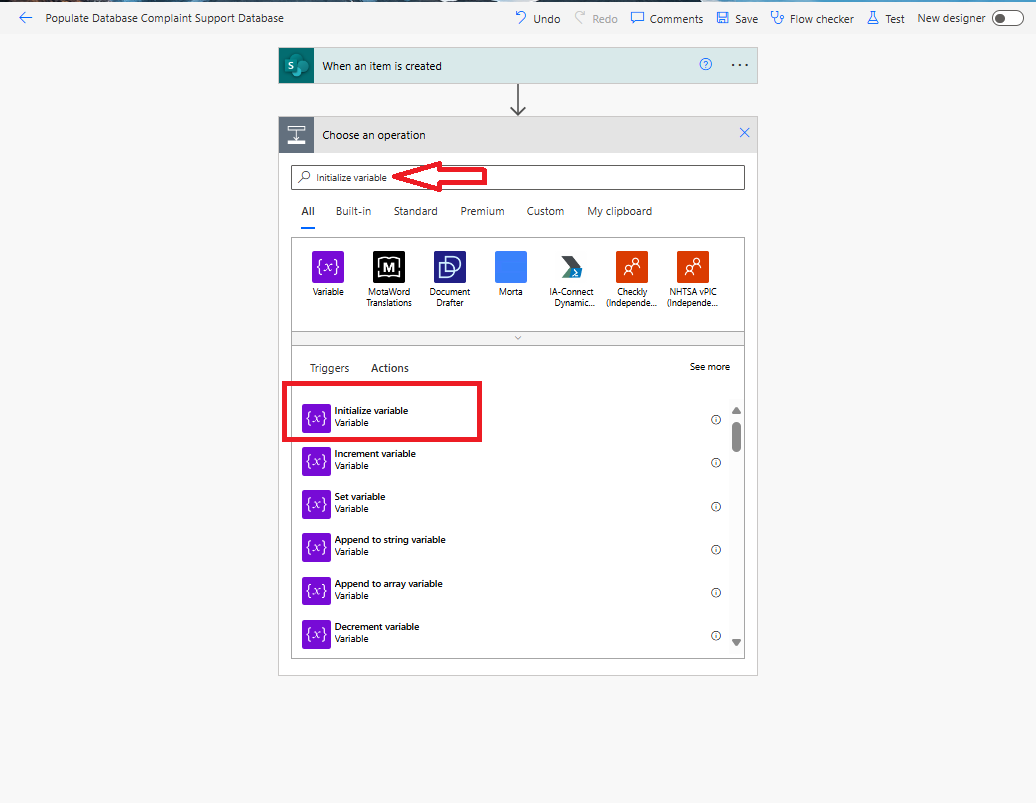 Populate Database Complaint Support Database
Undo
Redo
Comments
Save
Flow checker
Test
New designer
S
When an item is created
Choose an operation
Initialize variable
All
Built-in
Standard
Premium
Custom
My clipboard
{x}
Variable
M
MotaWord
Translations
D
Document
Drafter
Morta
IA-Connect
Dynamic...
Checkly
(Independe...
NHTSA vPIC
(Independe...
Triggers
Actions
See more
{x}
Initialize variable
Variable
{x}
Increment variable
Variable
{x}
Set variable
Variable
{x}
Append to string variable
Variable
{x}
Append to array variable
Variable
{x}
Decrement variable
Variable